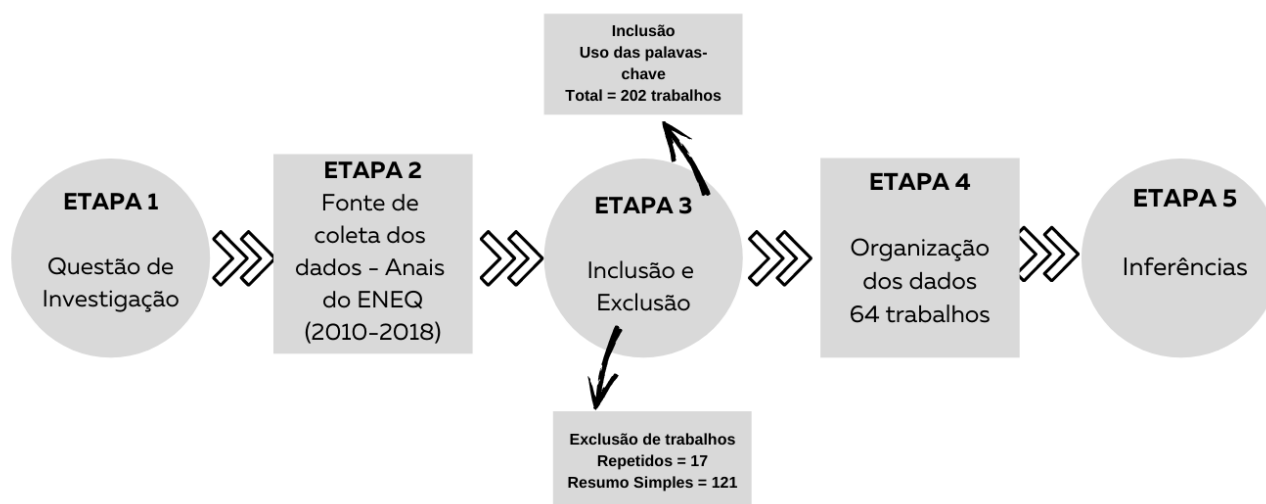 ETAPA 1
Questão de
Investigação
ETAPA 2
Fonte de
coleta dos
dados - Anais
do ENEQ
(2010-2018)
Inclusão
Uso das palavas-
chave
Total = 202 trabalhos
ETAPA 3
Inclusão e
Exclusão
Exclusão de trabalhos
Repetidos = 17
Resumo Simples = 121
ETAPA 4
Organização
dos dados
64 trabalhos
ETAPA 5
Inferências